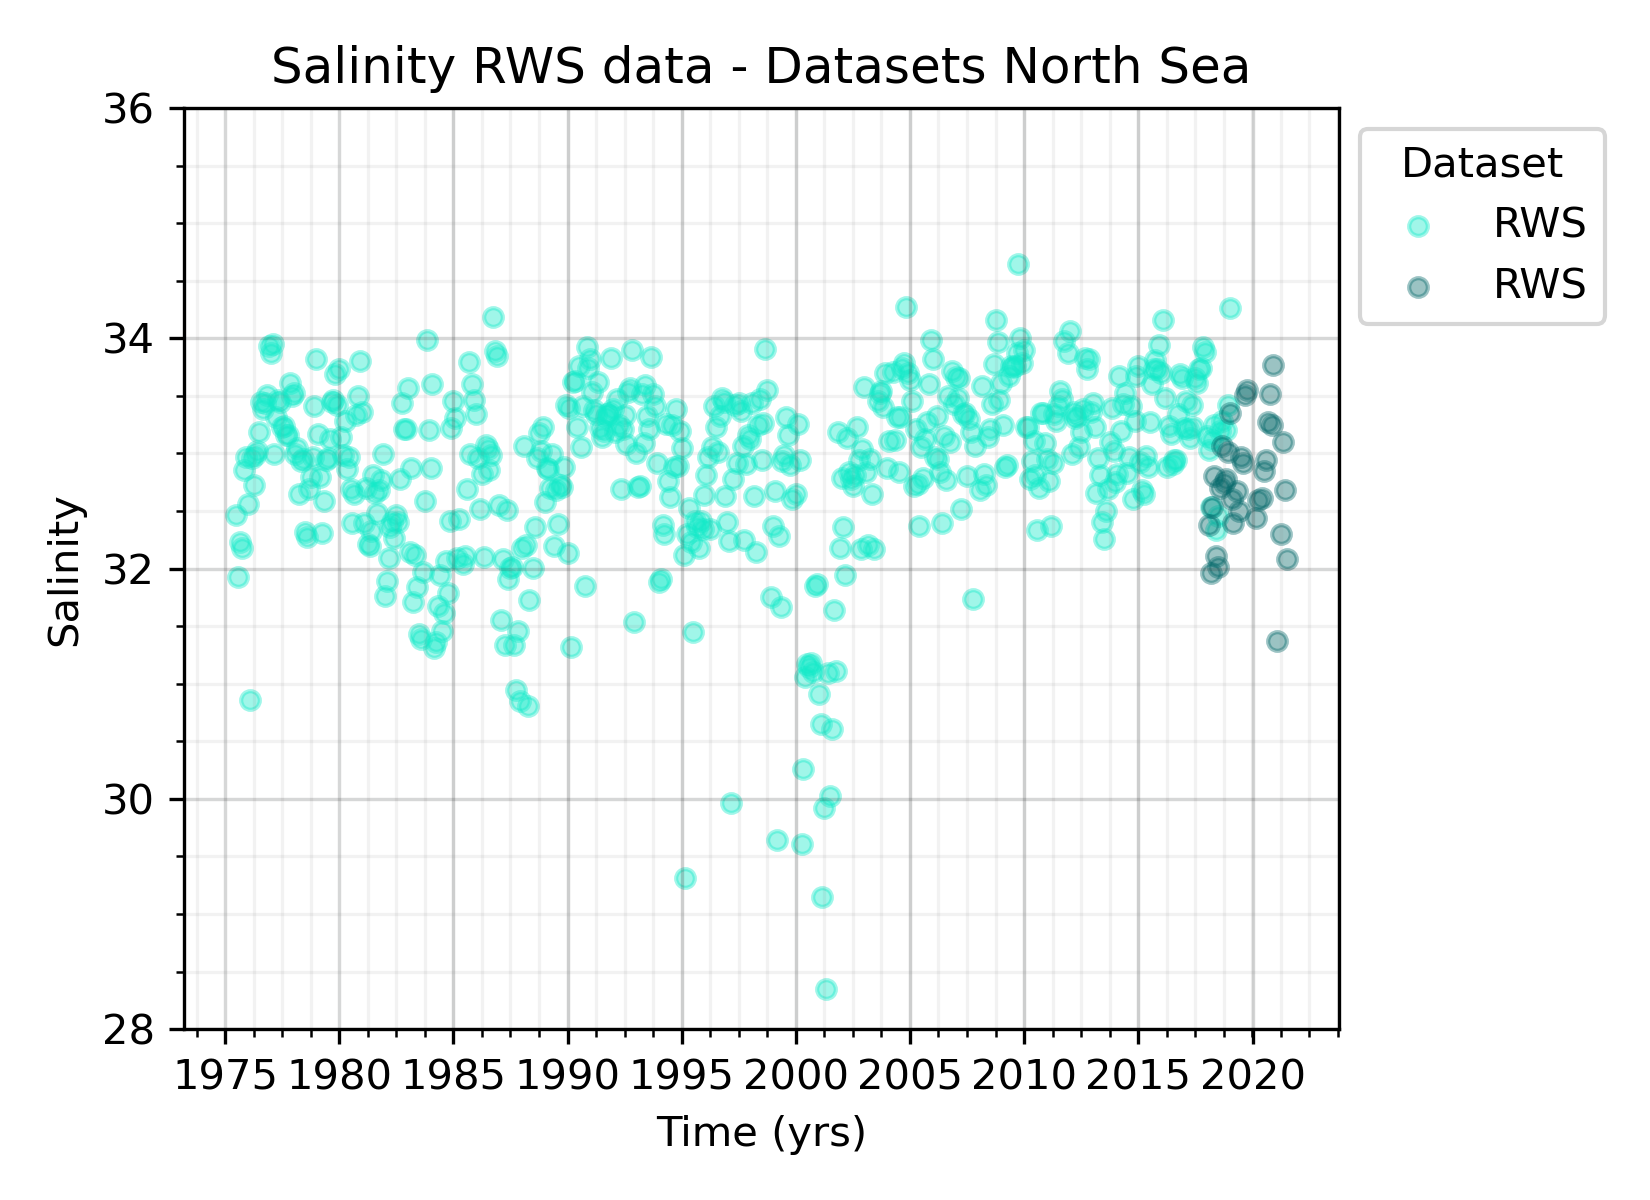 Salinity RWS data - Datasets North Sea
36
34
32
30
28
Salinity
1975 1980 1985 1990 1995 2000 2005 2010 2015 2020
Time (yrs)
Dataset
RWS
RWS